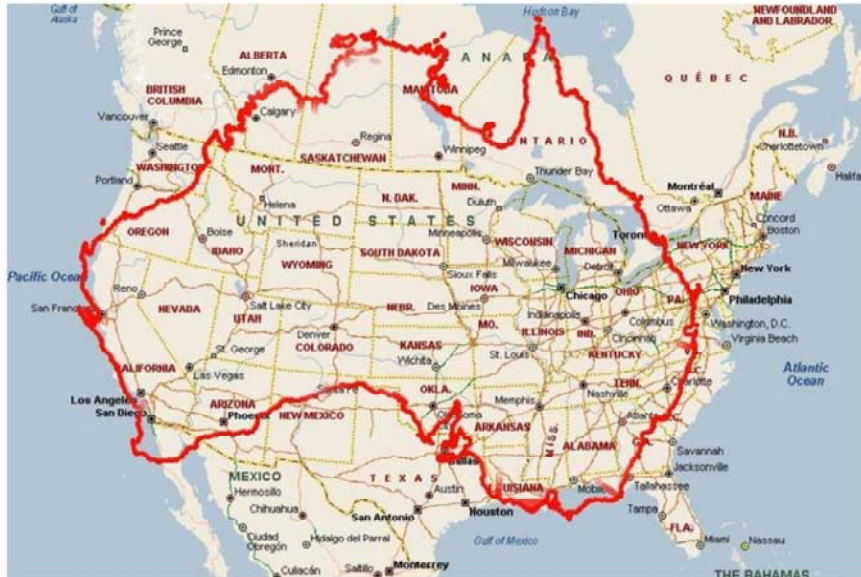 Gulf of
Alaska
Hudson Bay
NEWFOUNDLAND
AND LABRADOR
Prince
George
ALBERTA
Edmonton
ANADA
QUÉBEC
BRITISH
COLUMBIA
MANITOBA
Calgary
Vancouver
Regina
ONTARIO
N.B.
Charlottetown
Seattle
WASHINGTON
SASKATCHEWAN
Winnipeg
Halifax
Thunder Bay
Portland
MONT.
Montréal
MAINE
Helena
N. DAK.
MINN.
Duluth
Ottawa
Concord
UNITED STATES
Boston
OREGON
Boise
Minneapolis
WISCONSIN
Toronto
NEW YORK
IDAHO
Sheridan
SOUTH DAKOTA
MICHIGAN
WYOMING
Milwaukee
Detroit
New York
Pacific Ocea
Sioux Falls
IOWA
Chicago
OHIO
PA.
Philadelphia
Reno
Salt Lake City
NEBR.
Des Moines
San Franc
NEVADA
UTAH
Indianapolis
Columbus
Washington, D.C.
Denver
MO.
ILLINOIS
IND.
Cincinnati
Virginia Beach
St. George
COLORADO
KANSAS
St. Louis
KENTUCKY
CALIFORNIA
Las Vegas
Wichita
Atlantic
Ocean
Los Angeles
Santa Fe
OKLA.
TENN.
Charlotte
Nashville
San Diego
ARIZONA
Phoenix
NEW MEXICO
Oklahoma
ARKANSAS
Memphis
Atlanta
MISS.
ALABAMA
GA.
Savannah
Dallas
MEXICO
TEXAS
LOUISIANA
Mobile
Jacksonville
Tallahassee
Hermosillo
Austin
Chihuahua
San Antonio
Houston
Tampa
FLA.
Ciudad
Obregón
Hidalgo del Parral
Gulf of Mexico
Miami
Nassau
Culiacán
Saltillo
Monterrey
THE BAHAMAS